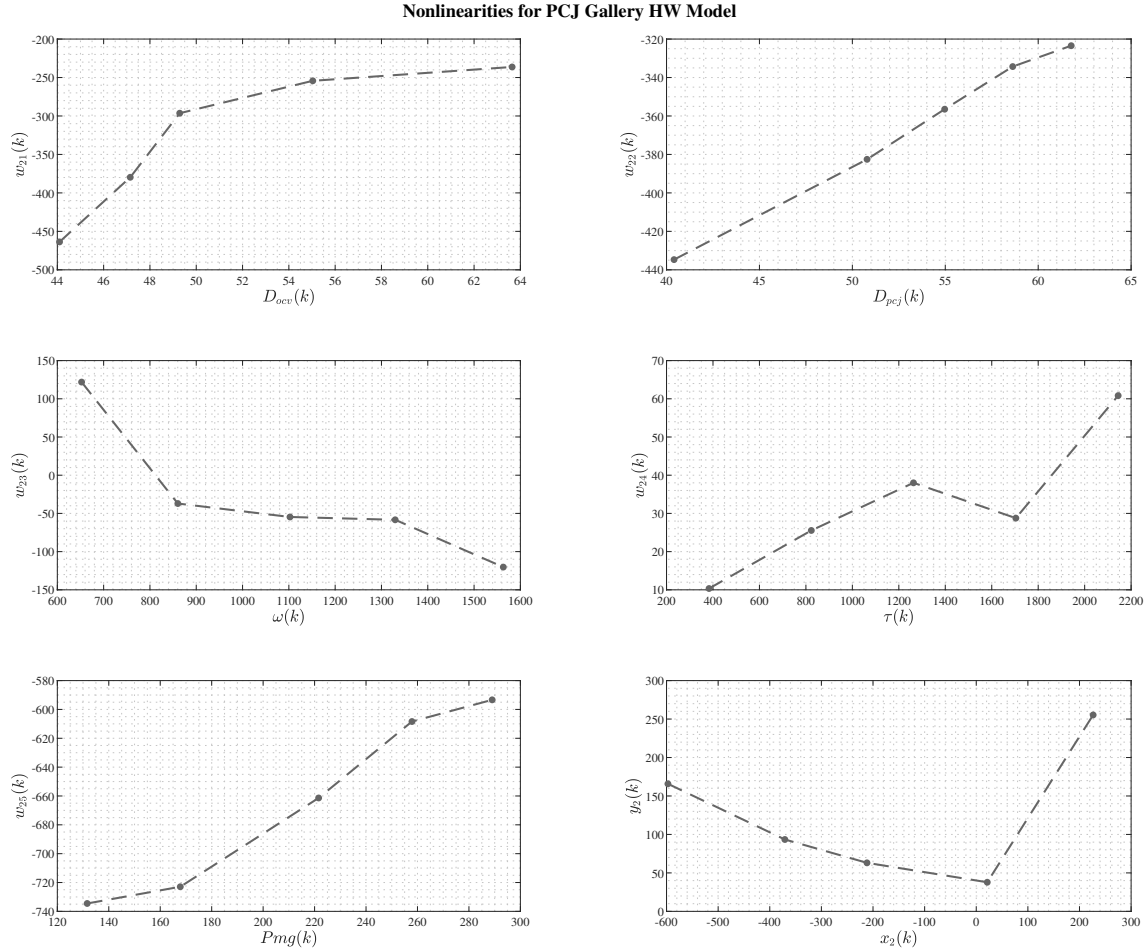 Nonlinearities for PCJ Gallery HW Model
-200
-250
-300
-350
-400
-450
-500
w₂₁(k)
44 46 48 50 52 54 56 58 60 62 64
D_ocv(k)
-320
-340
-360
-380
-400
-420
-440
w₂₂(k)
40 45 50 55 60 65
D_pcj(k)
150
100
50
0
-50
-100
-150
w₂₃(k)
600 700 800 900 1000 1100 1200 1300 1400 1500 1600
ω(k)
70
60
50
40
30
20
10
w₂₄(k)
200 400 600 800 1000 1200 1400 1600 1800 2000 2200
τ(k)
-580
-600
-620
-640
-660
-680
-700
-720
-740
w₂₅(k)
120 140 160 180 200 220 240 260 280 300
Pmg(k)
300
250
200
150
100
50
0
y₂(k)
-600 -500 -400 -300 -200 -100 0 100 200 300
x₂(k)